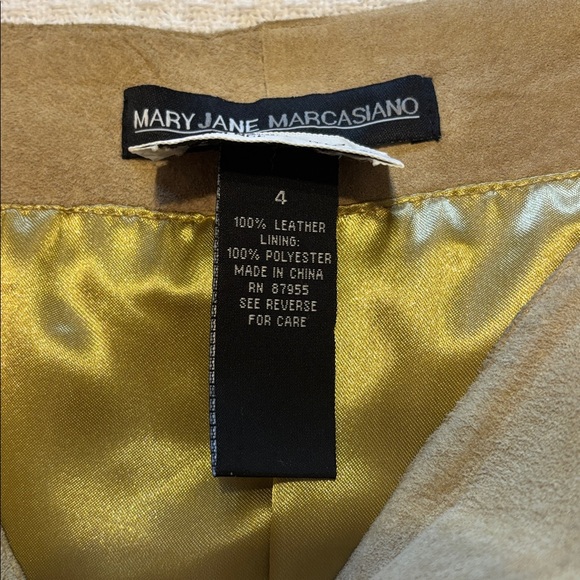 MARY JANE MARCASIANO
4
100% LEATHER
LINING:
100% POLYESTER
MADE IN CHINA
RN 87955
SEE REVERSE
FOR CARE